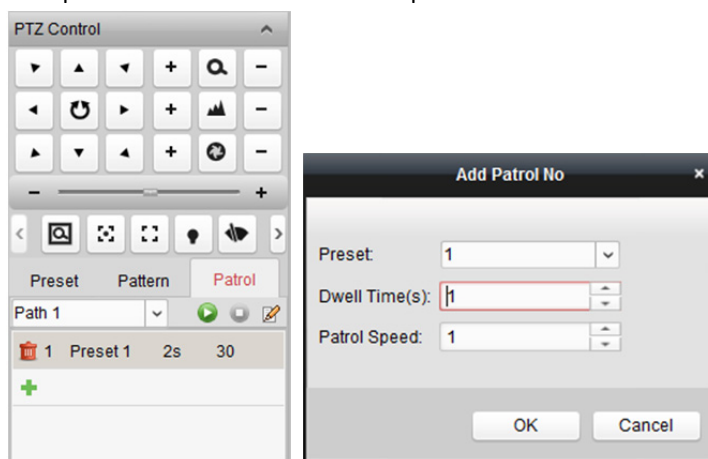 PTZ Control
Preset Pattern Patrol
Path 1
1 Preset 1 2s 30
Add Patrol No
Preset: 1
Dwell Time(s): 1
Patrol Speed: 1
OK Cancel